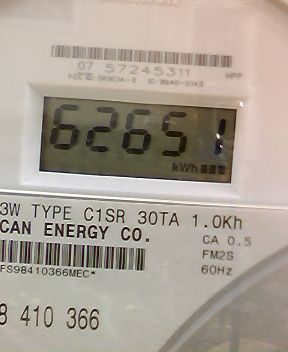 07 57245311 HPP
62651
kWh
3W TYPE C1SR 30TA 1.0Kh
CAN ENERGY CO. CA 0.5
FM2S
FS98410366MEC* 60Hz
8 410 366